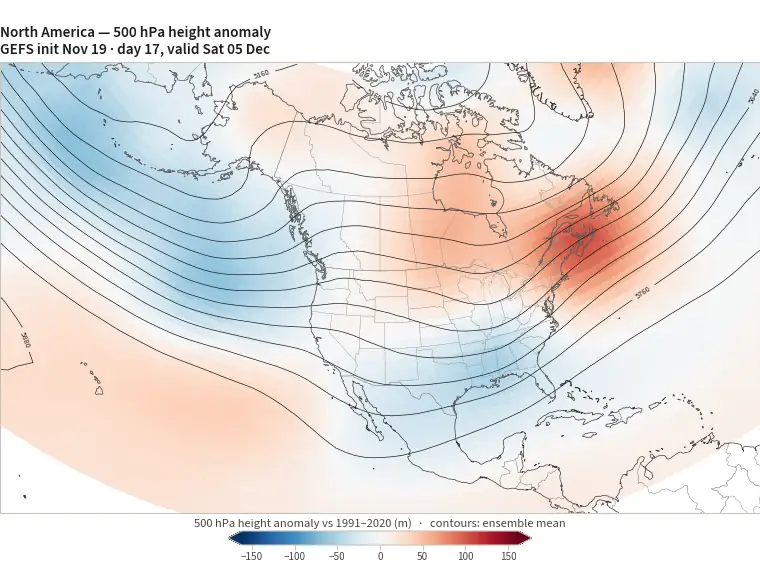 North America — 500 hPa height anomaly
GEFS init Nov 19 · day 17, valid Sat 05 Dec
5160
5640
5760
5880
500 hPa height anomaly vs 1991–2020 (m) · contours: ensemble mean
−150 −100 −50 0 50 100 150